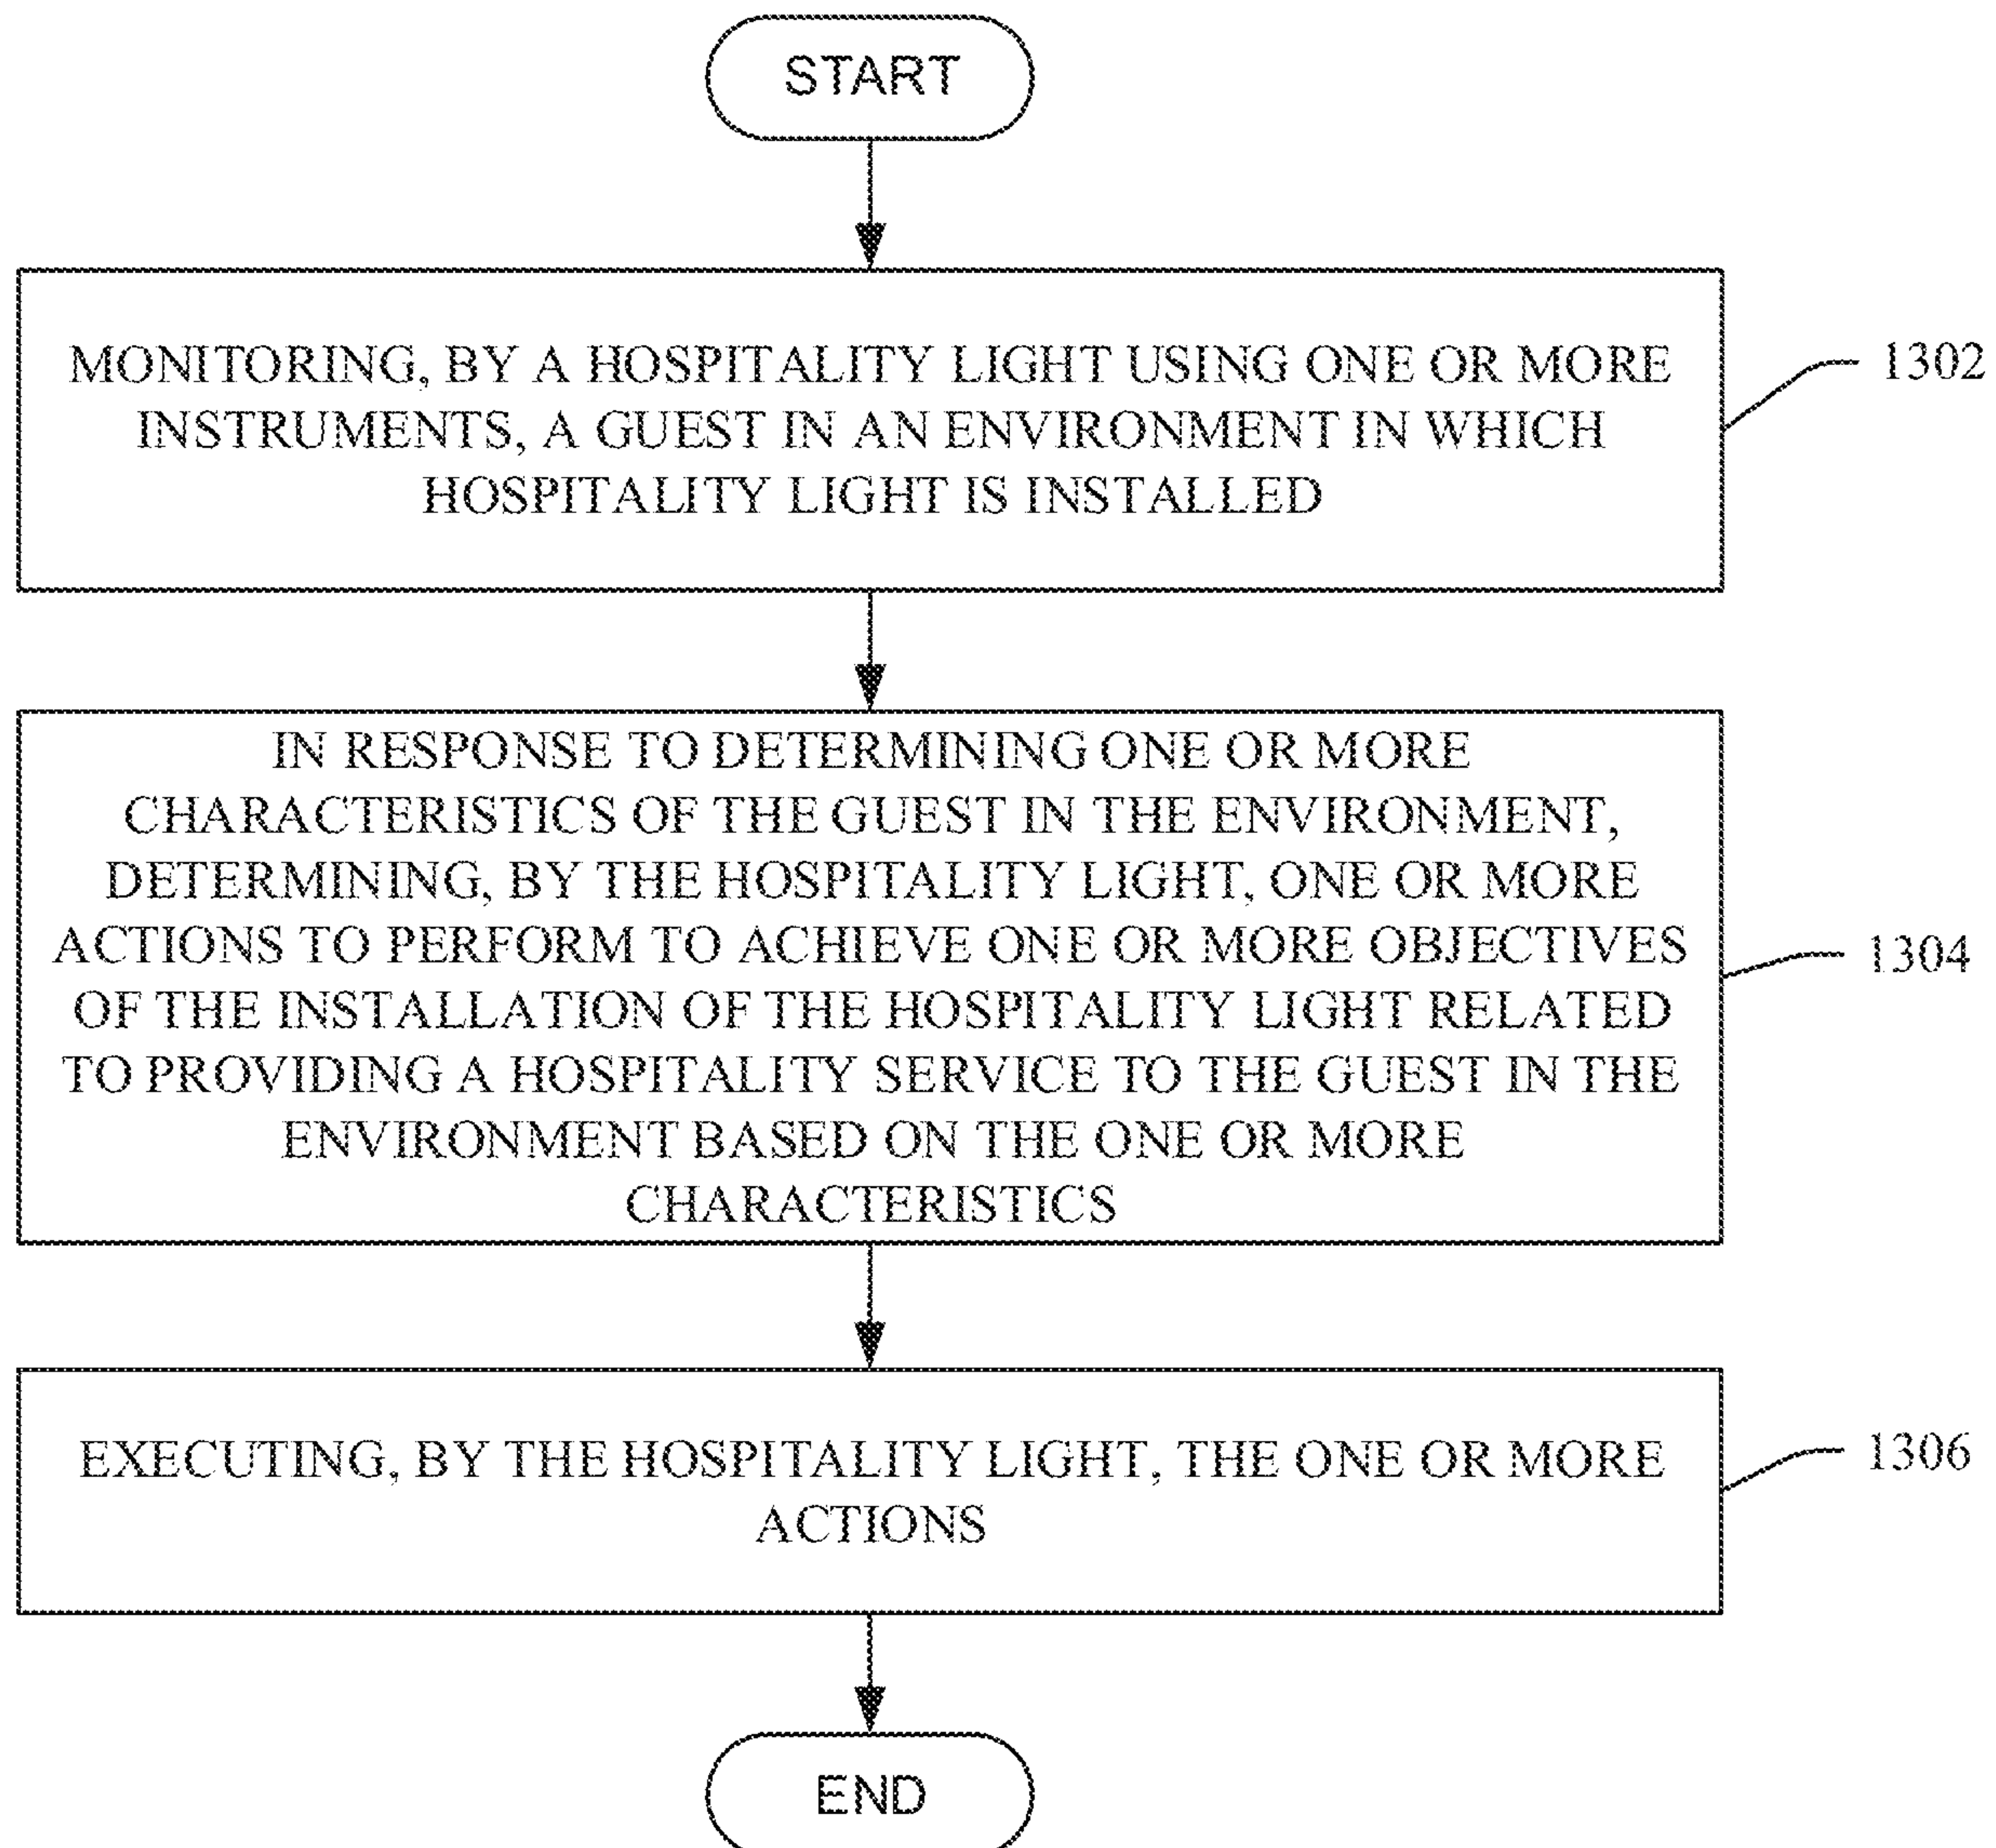 START
MONITORING, BY A HOSPITALITY LIGHT USING ONE OR MORE
INSTRUMENTS, A GUEST IN AN ENVIRONMENT IN WHICH
HOSPITALITY LIGHT IS INSTALLED
1302
IN RESPONSE TO DETERMINING ONE OR MORE
CHARACTERISTICS OF THE GUEST IN THE ENVIRONMENT,
DETERMINING, BY THE HOSPITALITY LIGHT, ONE OR MORE
ACTIONS TO PERFORM TO ACHIEVE ONE OR MORE OBJECTIVES
OF THE INSTALLATION OF THE HOSPITALITY LIGHT RELATED
TO PROVIDING A HOSPITALITY SERVICE TO THE GUEST IN THE
ENVIRONMENT BASED ON THE ONE OR MORE
CHARACTERISTICS
1304
EXECUTING, BY THE HOSPITALITY LIGHT, THE ONE OR MORE
ACTIONS
1306
END